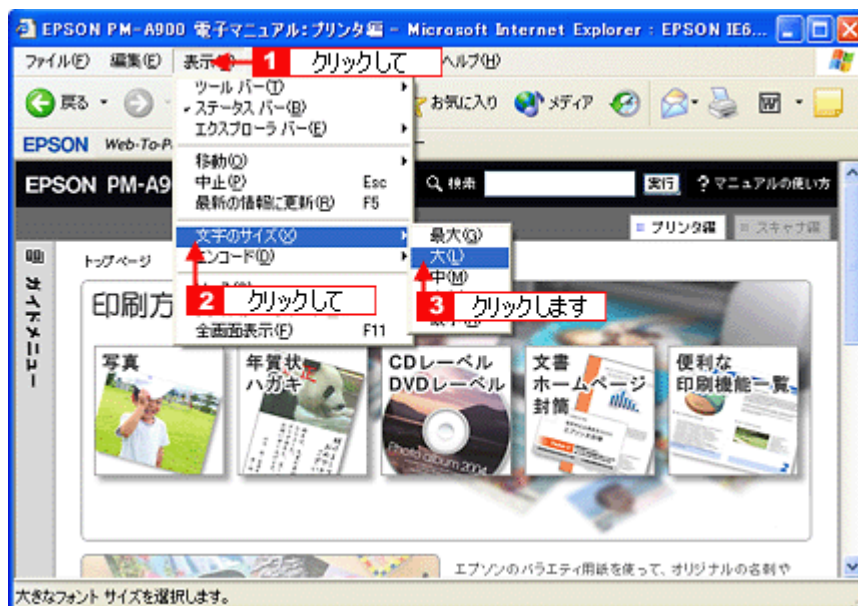 EPSON PM-A900 電子マニュアル:プリンタ編 - Microsoft Internet Explorer : EPSON IE6...
ファイル(F) 編集(E) 表示 1 クリックして ヘルプ(H)
戻る お気に入り メディア
EPSON Web-To-P
ツール バー(T)
ステータス バー(B)
エクスプローラ バー(E)
移動(O)
中止(P) Esc
最新の情報に更新(R) F5
文字のサイズ(X)
エンコード(D)
全画面表示(F) F11
最大(G)
大(L)
中(M)
2 クリックして
3 クリックします
EPSON PM-A9 検索 実行 ? マニュアルの使い方
プリンタ編 スキャナ編
ガイドメニュー
トップページ
印刷方
写真
年賀状
ハガキ
CDレーベル
DVDレーベル
Photo album 2004
文書
ホームページ
封筒
便利な
印刷機能一覧
エプソンのバラエティ用紙を使って、オリジナルの名刺や
大きなフォント サイズを選択します。